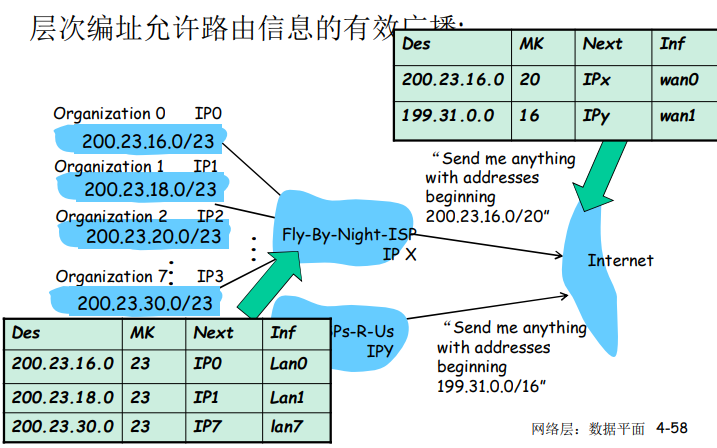 层次编址允许路由信息的有效广播:
Des MK Next Inf
200.23.16.0 20 IPx wan0
199.31.0.0 16 IPy wan1
Organization 0 IP0
200.23.16.0/23
Organization 1 IP1
200.23.18.0/23
Organization 2 IP2
200.23.20.0/23
Organization 7 IP3
200.23.30.0/23
Fly-By-Night-ISP
IP X
“Send me anything
with addresses
beginning
200.23.16.0/20”
Internet
Ps-R-Us
IPY
“Send me anything
with addresses
beginning
199.31.0.0/16”
Des MK Next Inf
200.23.16.0 23 IP0 Lan0
200.23.18.0 23 IP1 Lan1
200.23.30.0 23 IP7 lan7
网络层：数据平面 4-58